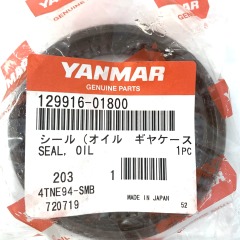 YANMAR
GENUINE PARTS
129916-01800
シール(オイル ギヤケース
SEAL, OIL 1PC
203 1
4TNE94-SMB
720719
MADE IN JAPAN 52